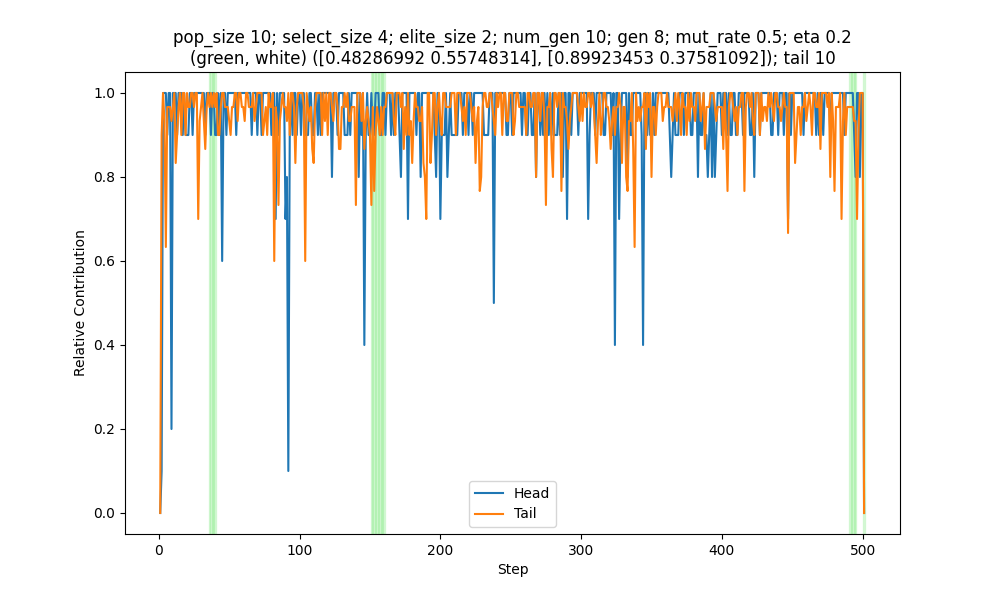 pop_size 10; select_size 4; elite_size 2; num_gen 10; gen 8; mut_rate 0.5; eta 0.2
(green, white) ([0.48286992 0.55748314], [0.89923453 0.37581092]); tail 10
1.0
0.8
0.6
0.4
0.2
0.0
Relative Contribution
Head
Tail
0
100
200
300
400
500
Step